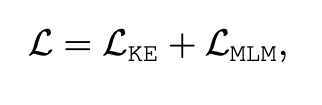 ℒ = ℒ_KE + ℒ_MLM,